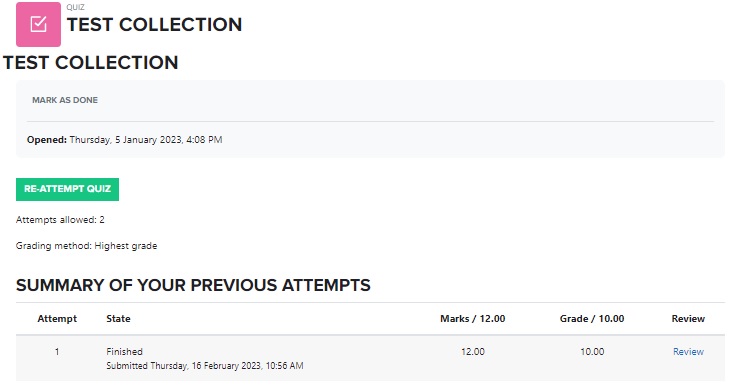 QUIZ
TEST COLLECTION
TEST COLLECTION
MARK AS DONE
Opened: Thursday, 5 January 2023, 4:08 PM
RE-ATTEMPT QUIZ
Attempts allowed: 2
Grading method: Highest grade
SUMMARY OF YOUR PREVIOUS ATTEMPTS
Attempt State Marks / 12.00 Grade / 10.00 Review
1 Finished 12.00 10.00 Review
Submitted Thursday, 16 February 2023, 10:56 AM